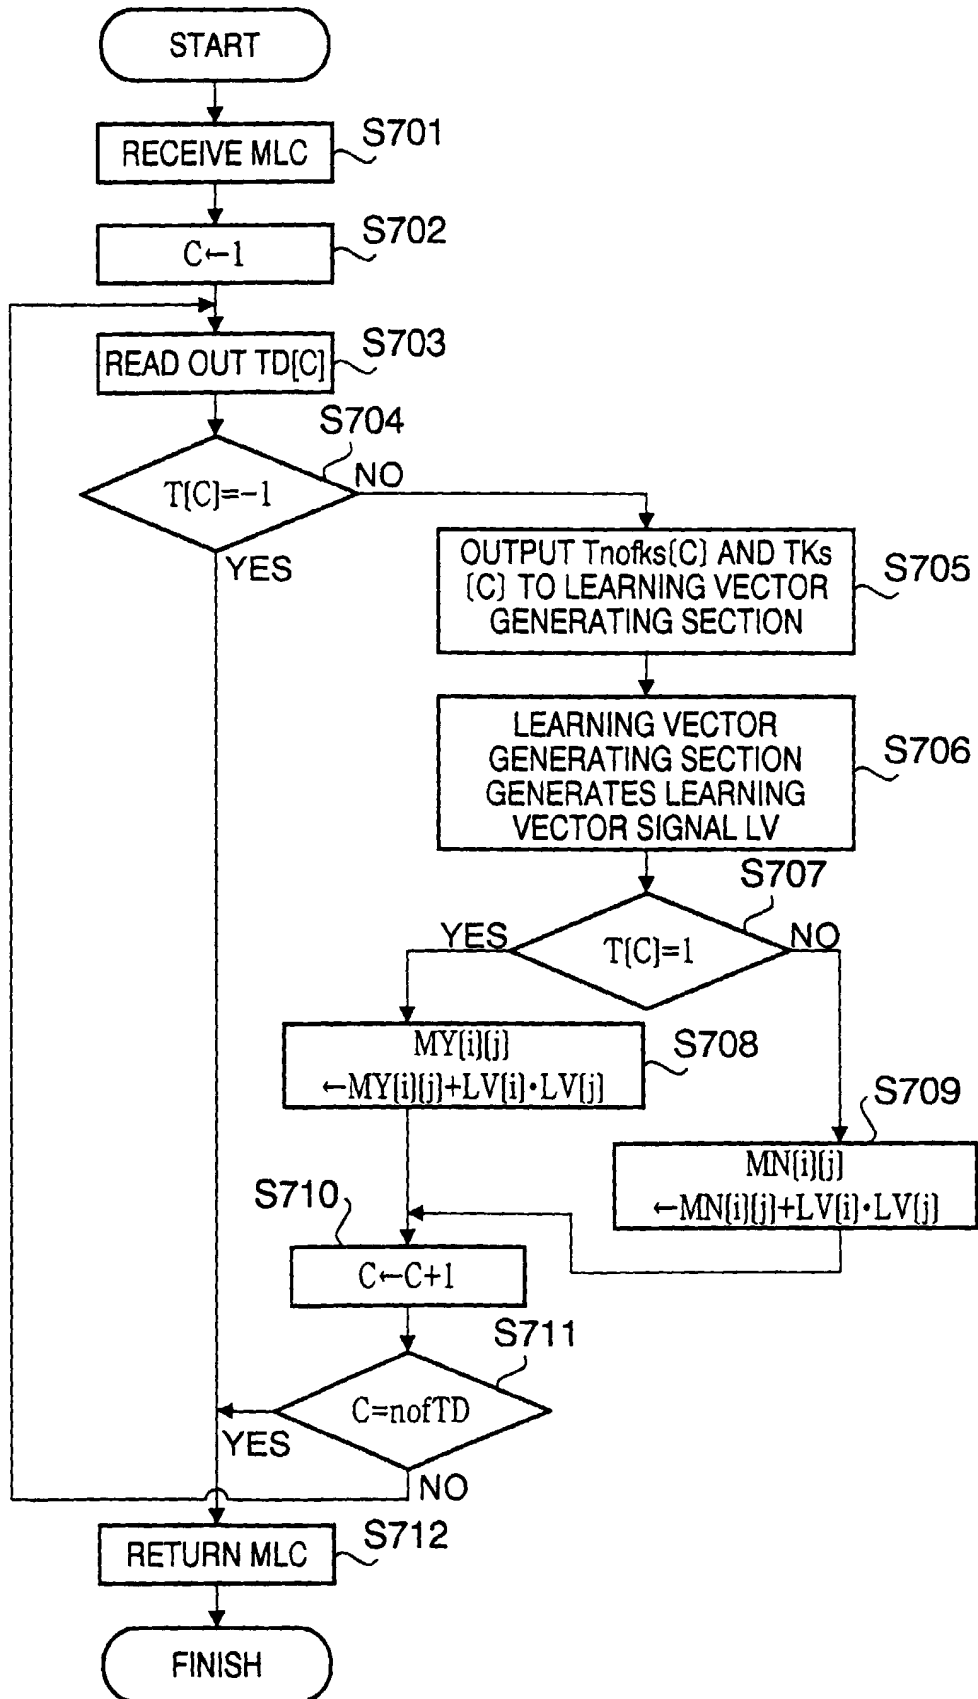 START
S701
RECEIVE MLC
S702
C←1
S703
READ OUT TD[C]
S704
T[C]=-1
NO
YES
OUTPUT Tnofks[C] AND TKs
[C] TO LEARNING VECTOR
GENERATING SECTION
S705
LEARNING VECTOR
GENERATING SECTION
GENERATES LEARNING
VECTOR SIGNAL LV
S706
S707
T[C]=1
YES
NO
MY[i][j]
←MY[i][j]+LV[i]·LV[j]
S708
S709
MN[i][j]
←MN[i][j]+LV[i]·LV[j]
S710
C←C+1
S711
C=nofTD
YES
NO
S712
RETURN MLC
FINISH